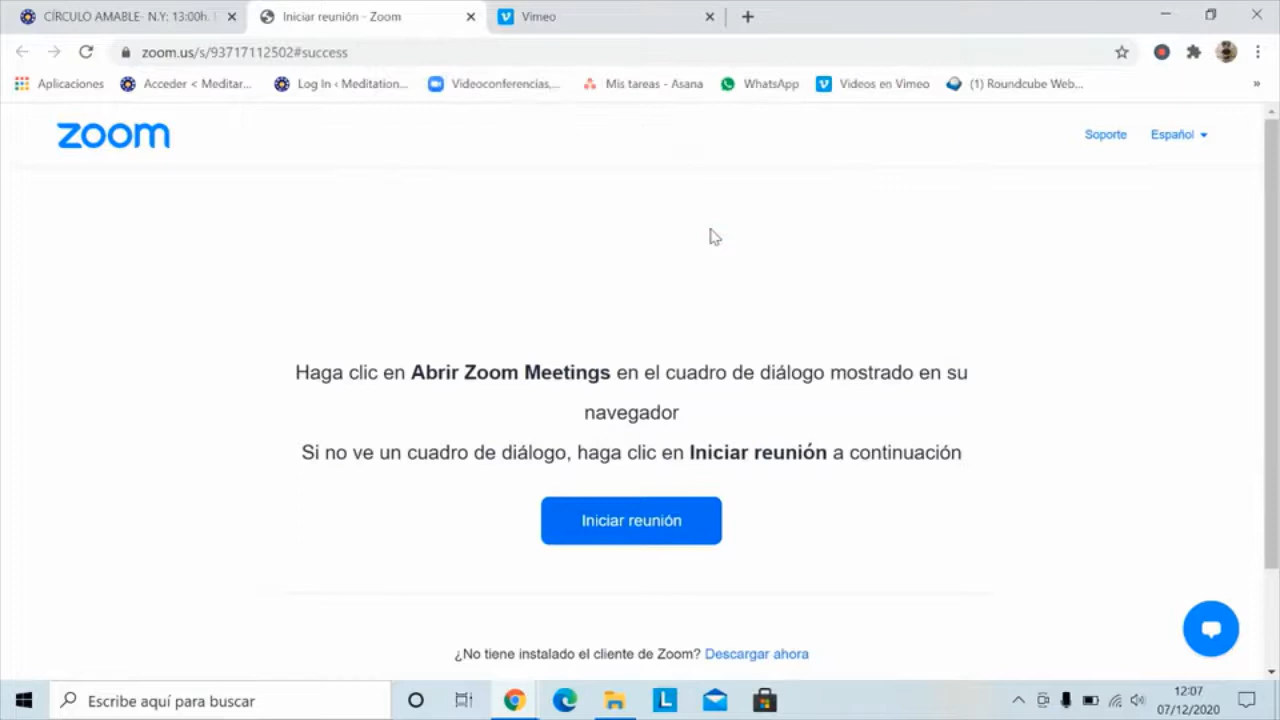 CÍRCULO AMABLE- N.Y: 13:00h.
Iniciar reunión - Zoom
Vimeo
zoom.us/s/93717112502#success
Aplicaciones
Acceder < Meditar...
Log In ‹ Meditation...
Videoconferencias,...
Mis tareas - Asana
WhatsApp
Videos en Vimeo
(1) Roundcube Web...
»
zoom
Soporte
Español
Haga clic en Abrir Zoom Meetings en el cuadro de diálogo mostrado en su
navegador
Si no ve un cuadro de diálogo, haga clic en Iniciar reunión a continuación
Iniciar reunión
¿No tiene instalado el cliente de Zoom? Descargar ahora
Escribe aquí para buscar
L
12:07
07/12/2020